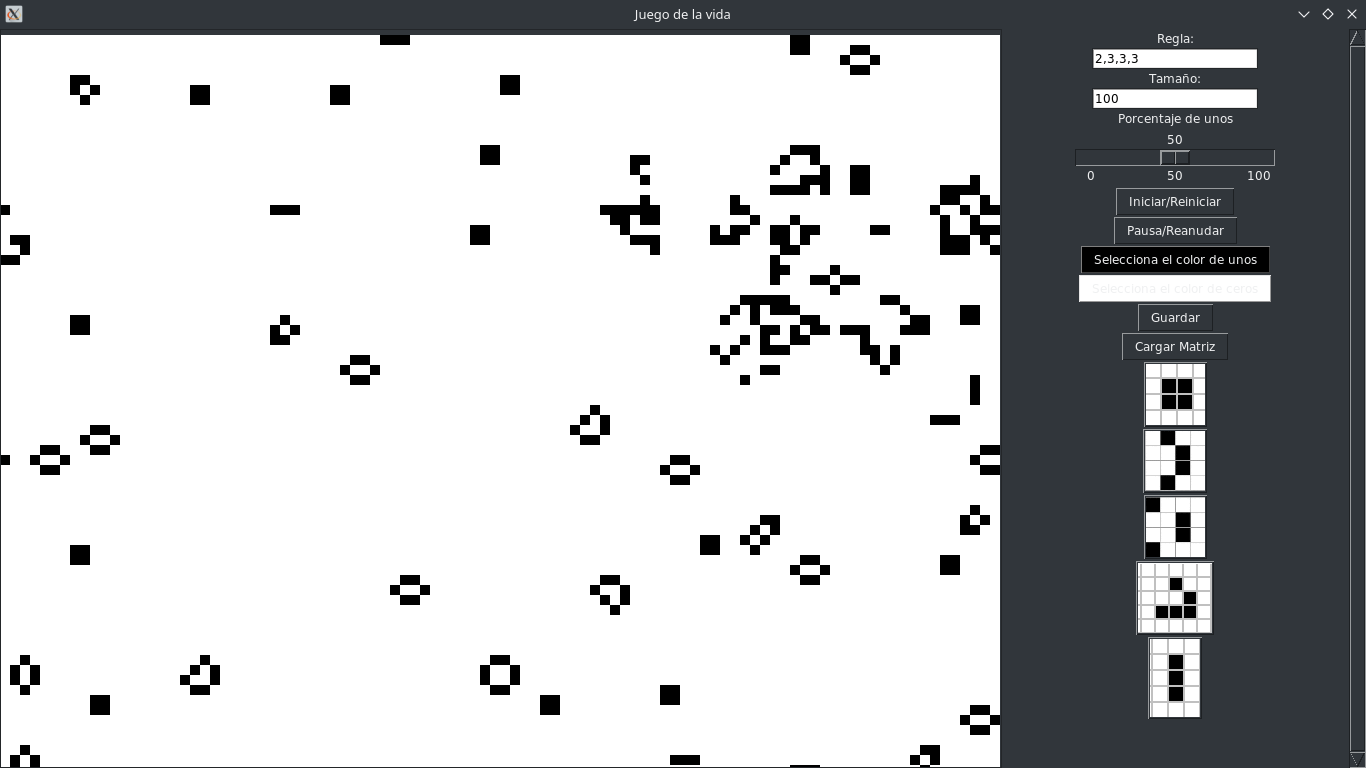 Juego de la vida
Regla:
2,3,3,3
Tamaño:
100
Porcentaje de unos
50
0 50 100
Iniciar/Reiniciar
Pausa/Reanudar
Selecciona el color de unos
Selecciona el color de ceros
Guardar
Cargar Matriz